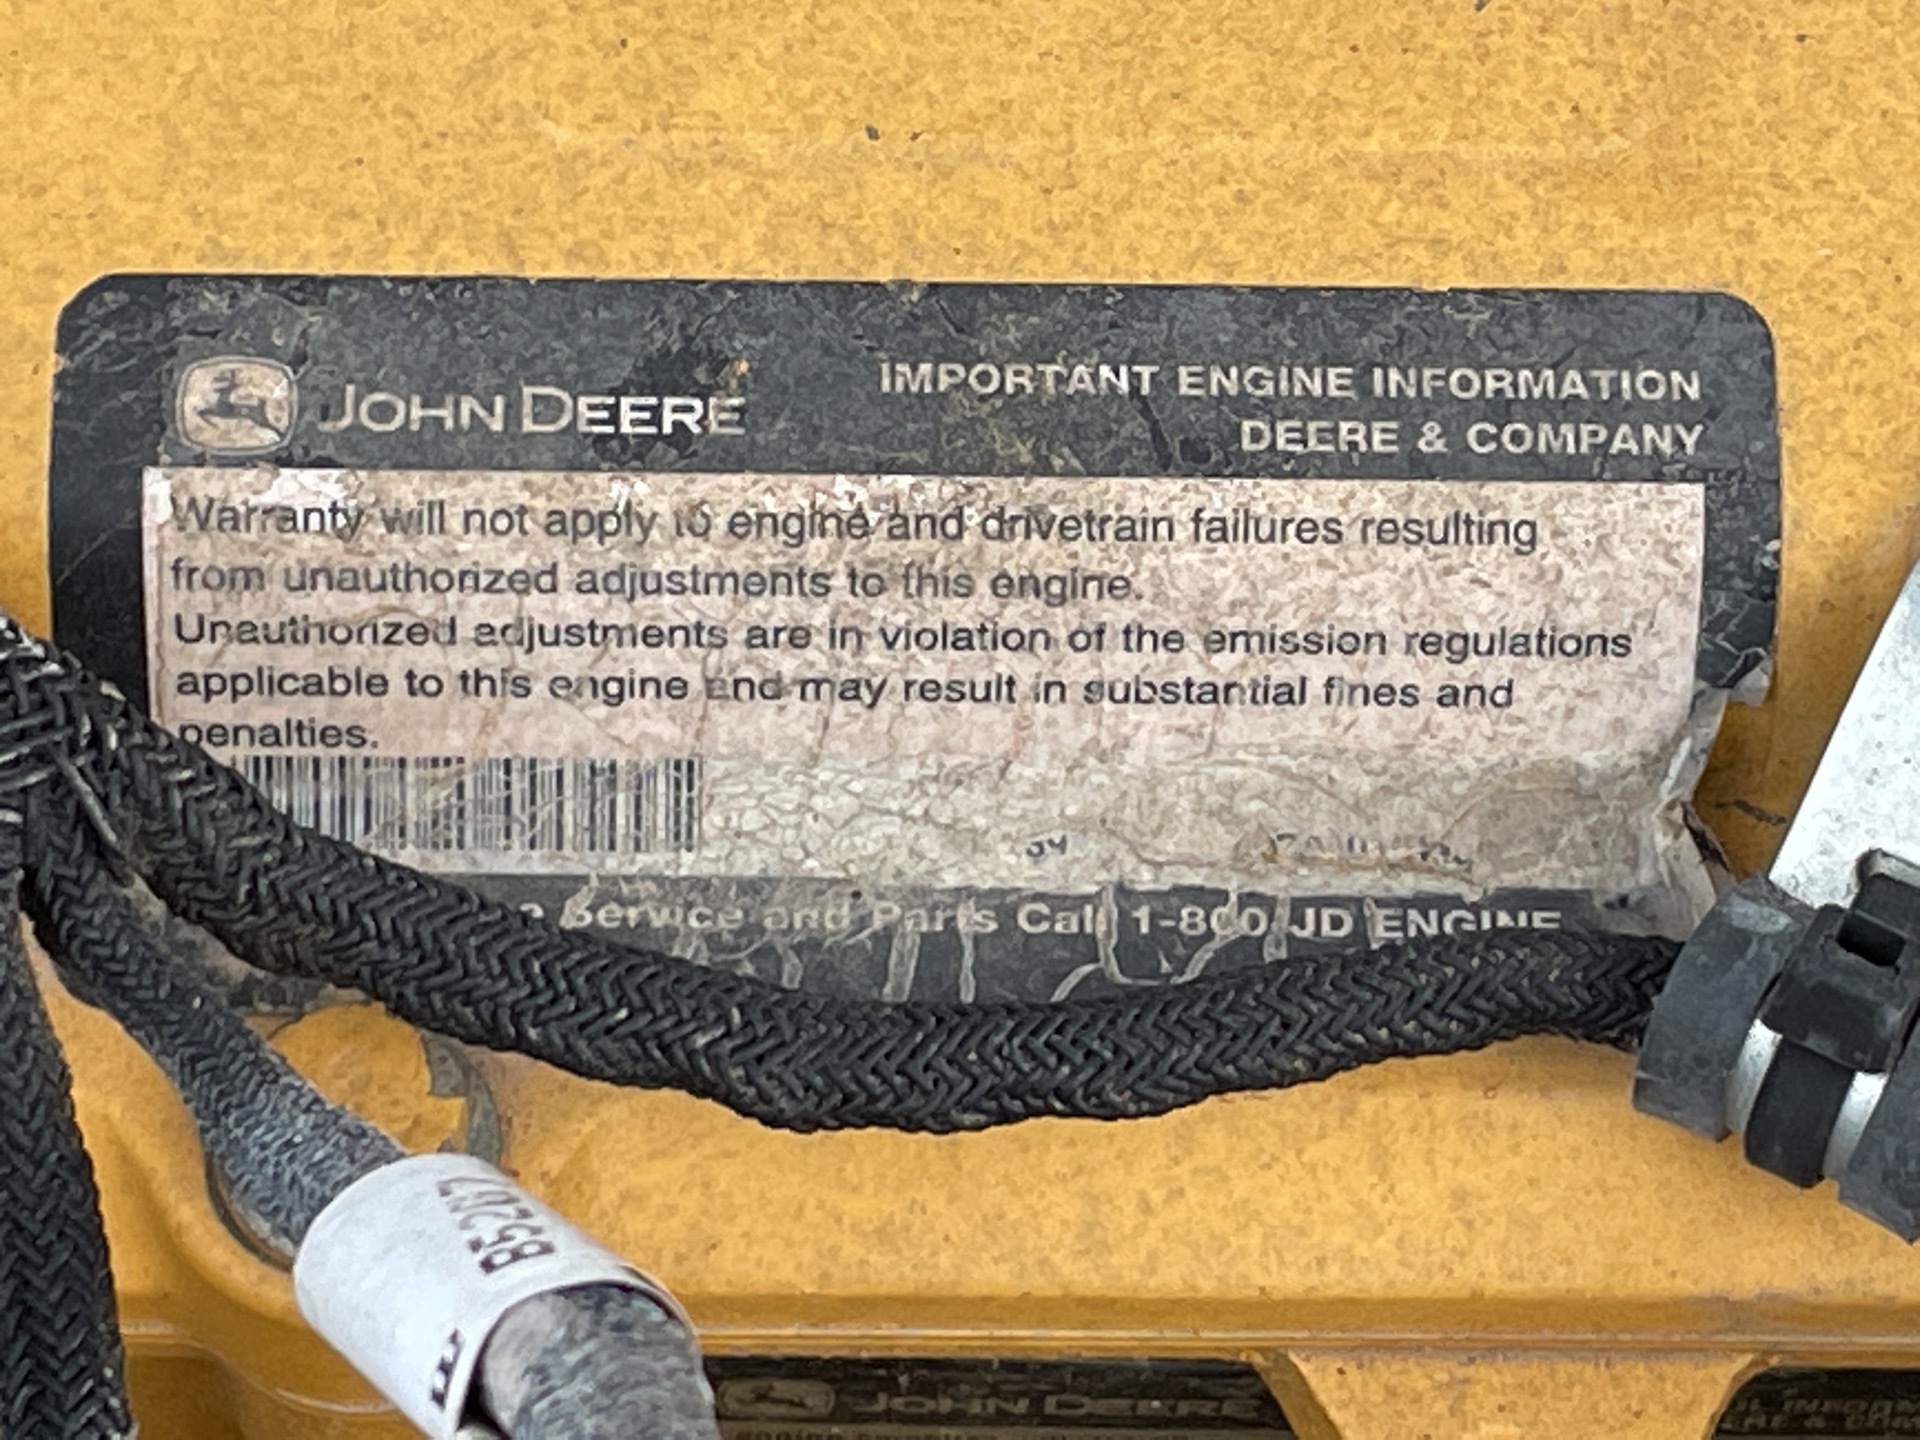 JOHN DEERE
IMPORTANT ENGINE INFORMATION
DEERE & COMPANY
Warranty will not apply to engine and drivetrain failures resulting
from unauthorized adjustments to this engine.
Unauthorized adjustments are in violation of the emission regulations
applicable to this engine and may result in substantial fines and
penalties.
Service and Parts Call 1-800 JD ENGINE
B5267
JOHN DEERE